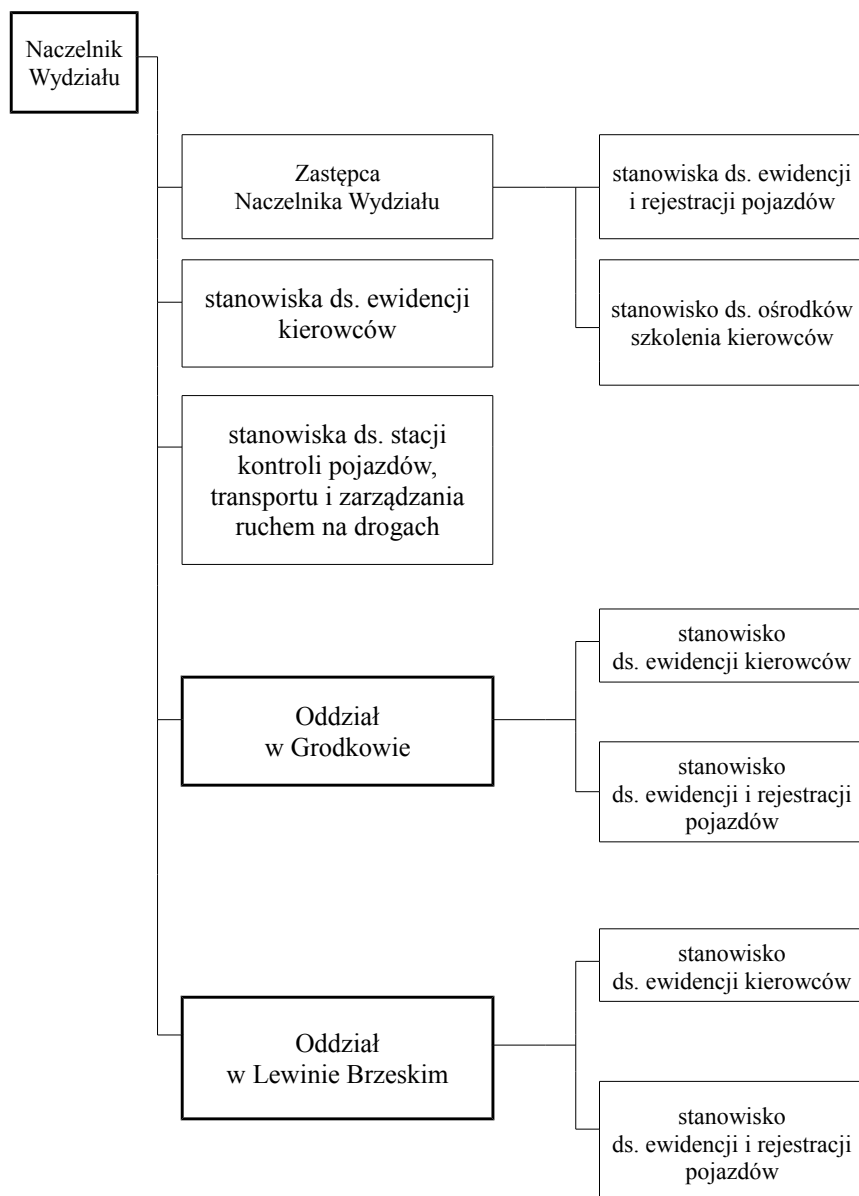 Naczelnik
Wydziału
Zastępca
Naczelnika Wydziału
stanowiska ds. ewidencji
i rejestracji pojazdów
stanowiska ds. ewidencji
kierowców
stanowisko ds. ośrodków
szkolenia kierowców
stanowiska ds. stacji
kontroli pojazdów,
transportu i zarządzania
ruchem na drogach
Oddział
w Grodkowie
stanowisko
ds. ewidencji kierowców
stanowisko
ds. ewidencji i rejestracji
pojazdów
Oddział
w Lewinie Brzeskim
stanowisko
ds. ewidencji kierowców
stanowisko
ds. ewidencji i rejestracji
pojazdów